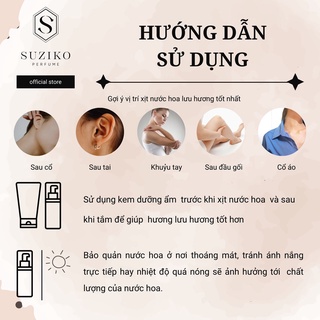 S
SUZIKO
PERFUME
official store
HƯỚNG DẪN
SỬ DỤNG
Gợi ý vị trí xịt nước hoa lưu hương tốt nhất
Sau cổ
Sau tai
Khuỷu tay
Sau đầu gối
Cổ áo
Sử dụng kem dưỡng ẩm trước khi xịt nước hoa và sau
khi tắm để giúp hương lưu hương tốt hơn
Bảo quản nước hoa ở nơi thoáng mát, tránh ánh nắng
trực tiếp hay nhiệt độ quá nóng sẽ ảnh hưởng tới chất
lượng của nước hoa.